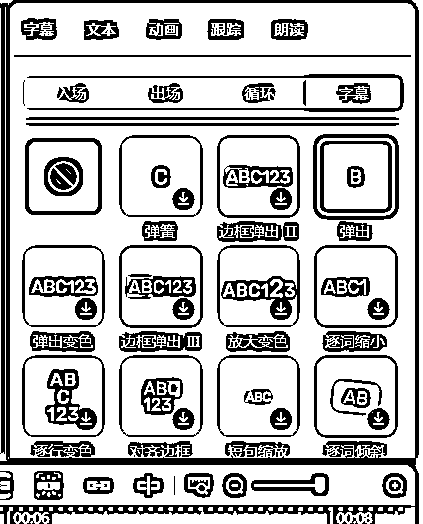 字幕 文本 动画 跟踪 朗读
入场 出场 循环 字幕
C ABC123 B
弹簧 边框弹出 II 弹出
ABC123 ABC123 ABC123 ABC1
弹出变色 边框弹出 III 放大变色 逐词缩小
AB
C
123
ABC
123
ABC
AB
逐行变色 对齐边框 短句缩放 逐词倾斜
00:06 00:08